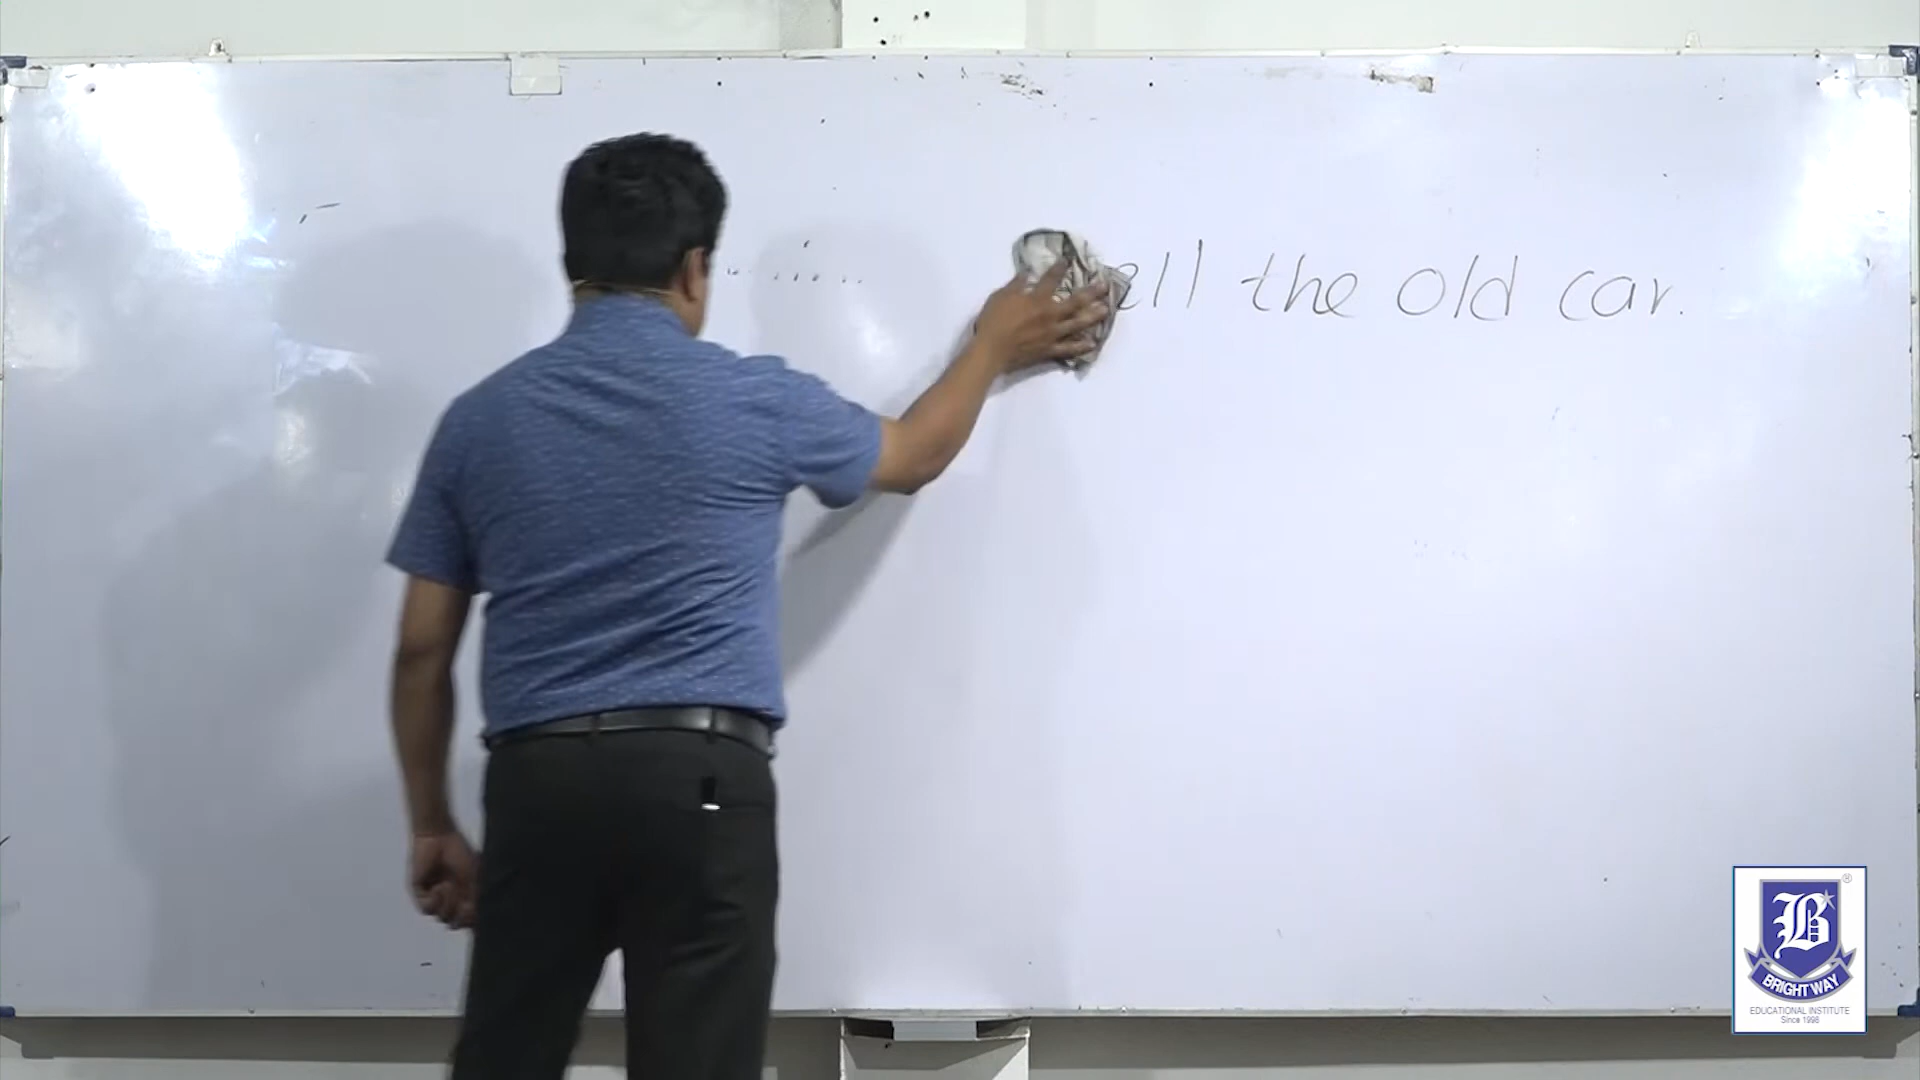 ell the old car.
B
BRIGHT WAY
EDUCATIONAL INSTITUTE
Since 1998